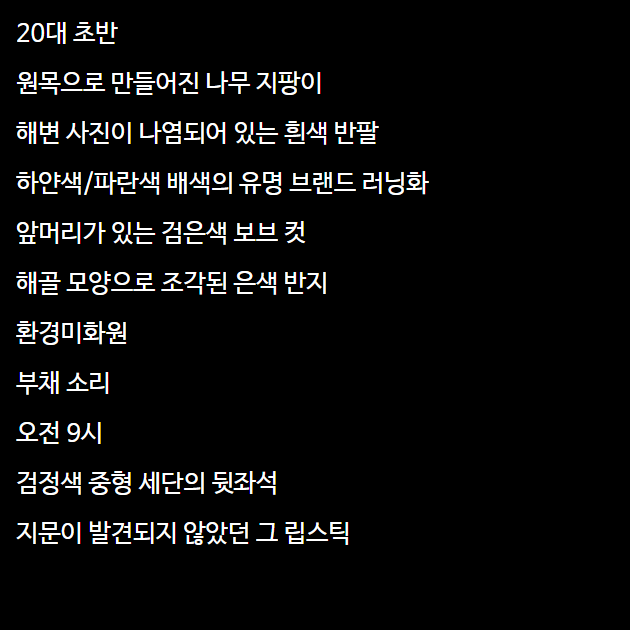 20대 초반
원목으로 만들어진 나무 지팡이
해변 사진이 나염되어 있는 흰색 반팔
하얀색/파란색 배색의 유명 브랜드 러닝화
앞머리가 있는 검은색 보브 컷
해골 모양으로 조각된 은색 반지
환경미화원
부채 소리
오전 9시
검정색 중형 세단의 뒷좌석
지문이 발견되지 않았던 그 립스틱